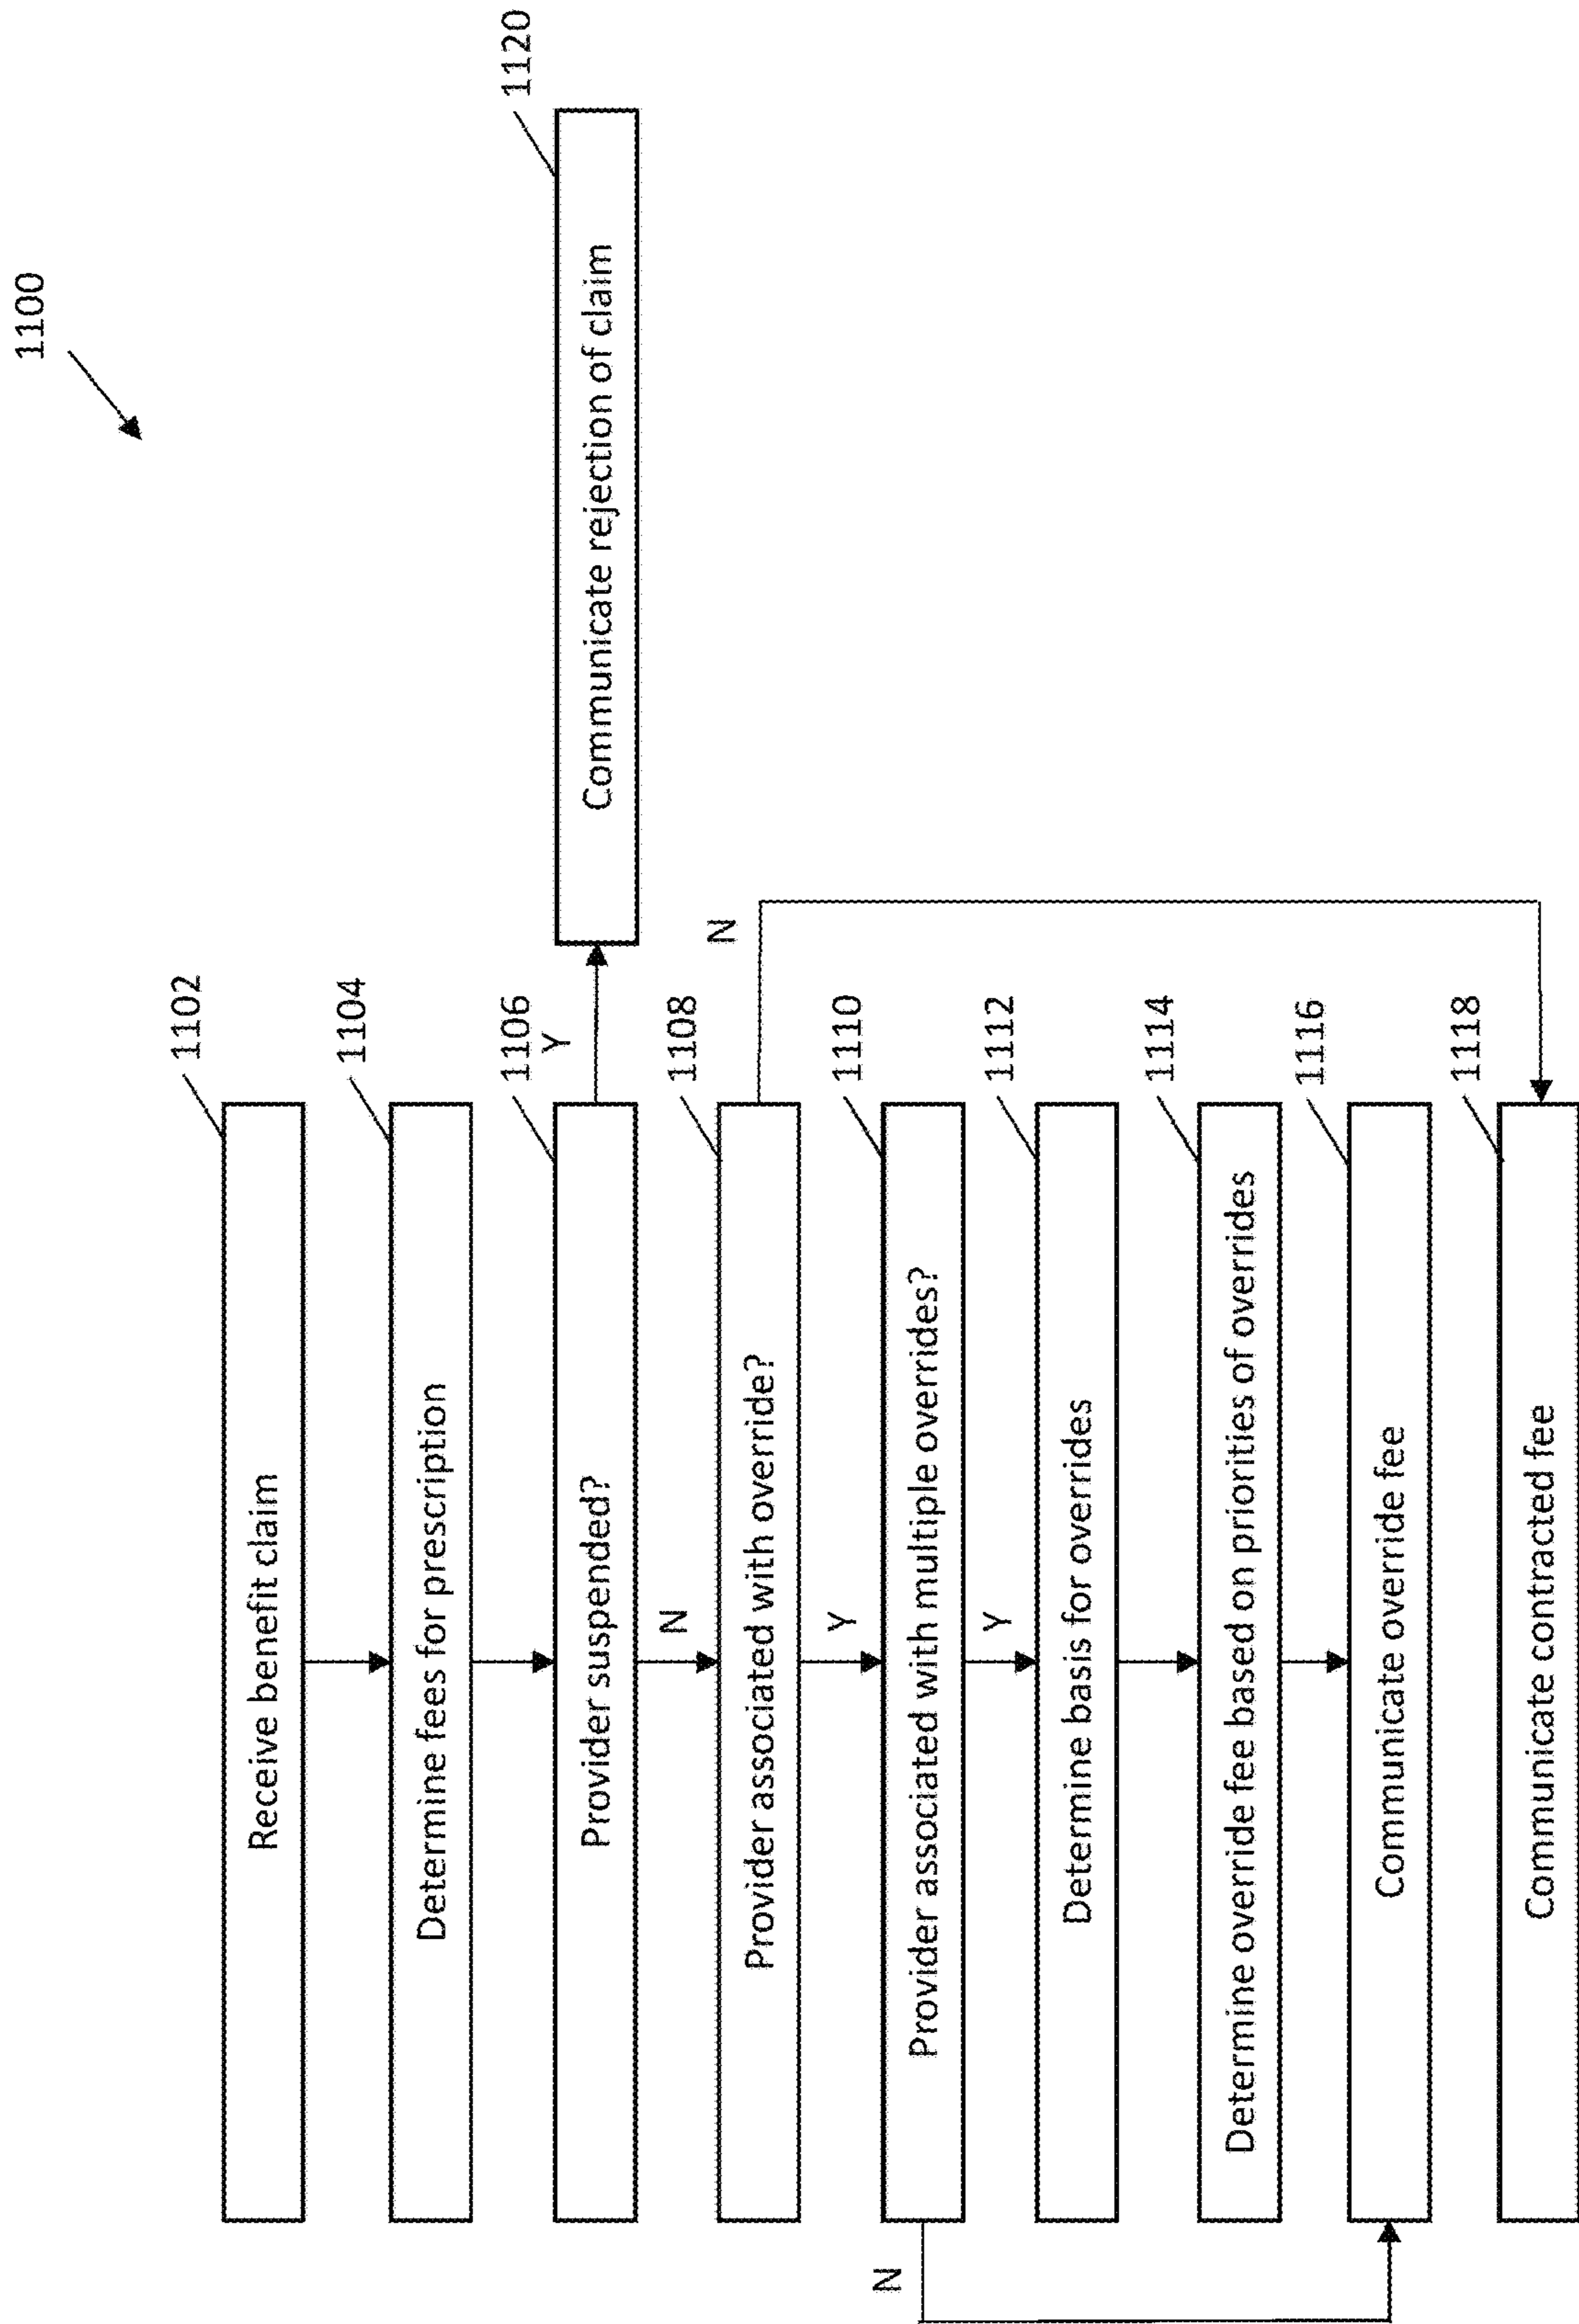 1100
1102
Receive benefit claim
1104
Determine fees for prescription
1106
Provider suspended?
Y
1120
Communicate rejection of claim
N
1108
Provider associated with override?
N
Y
1110
Provider associated with multiple overrides?
N
Y
1112
Determine basis for overrides
1114
Determine override fee based on priorities of overrides
1116
Communicate override fee
1118
Communicate contracted fee